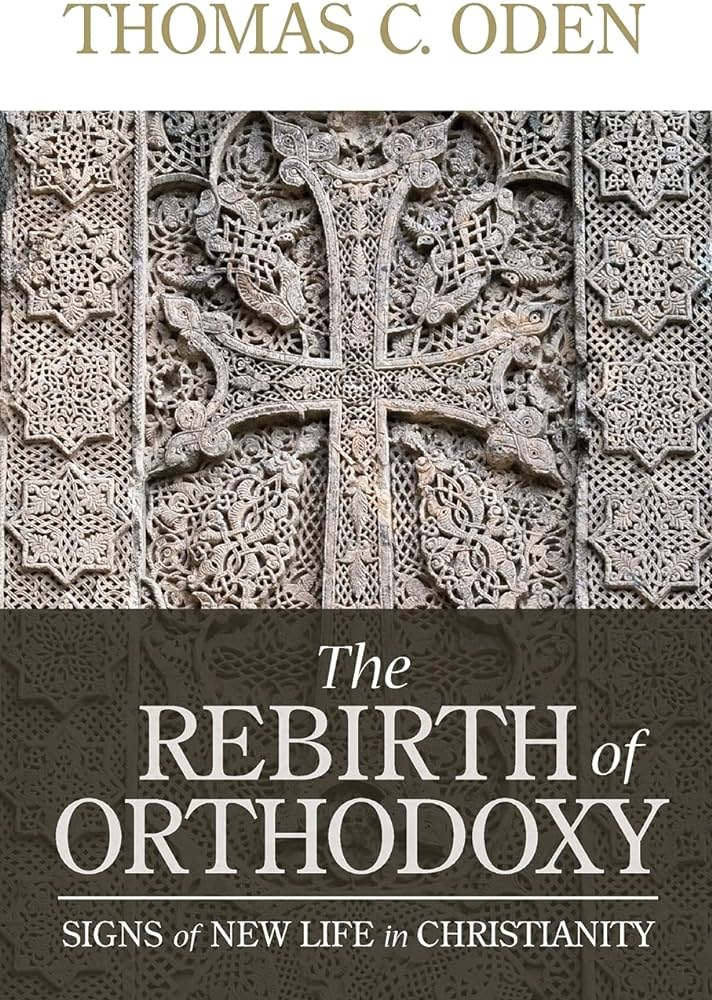 THOMAS C. ODEN
The
REBIRTH of
ORTHODOXY
SIGNS of NEW LIFE in CHRISTIANITY